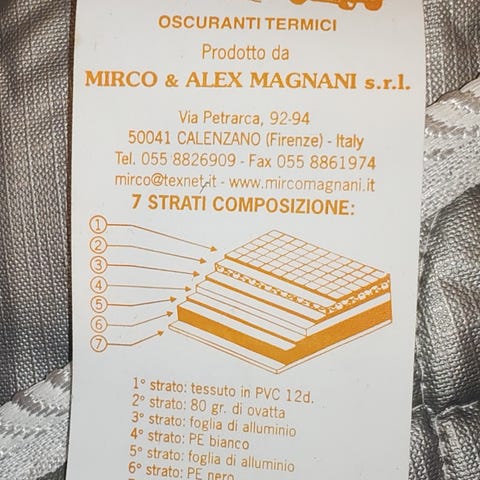 OSCURANTI TERMICI
Prodotto da
MIRCO & ALEX MAGNANI s.r.l.
Via Petrarca, 92-94
50041 CALENZANO (Firenze) - Italy
Tel. 055 8826909 - Fax 055 8861974
mirco@texnet.it - www.mircomagnani.it
7 STRATI COMPOSIZIONE:
1
2
3
4
5
6
7
1° strato: tessuto in PVC 12d.
2° strato: 80 gr. di ovatta
3° strato: foglia di alluminio
4° strato: PE bianco
5° strato: foglia di alluminio
6° strato: PE nero